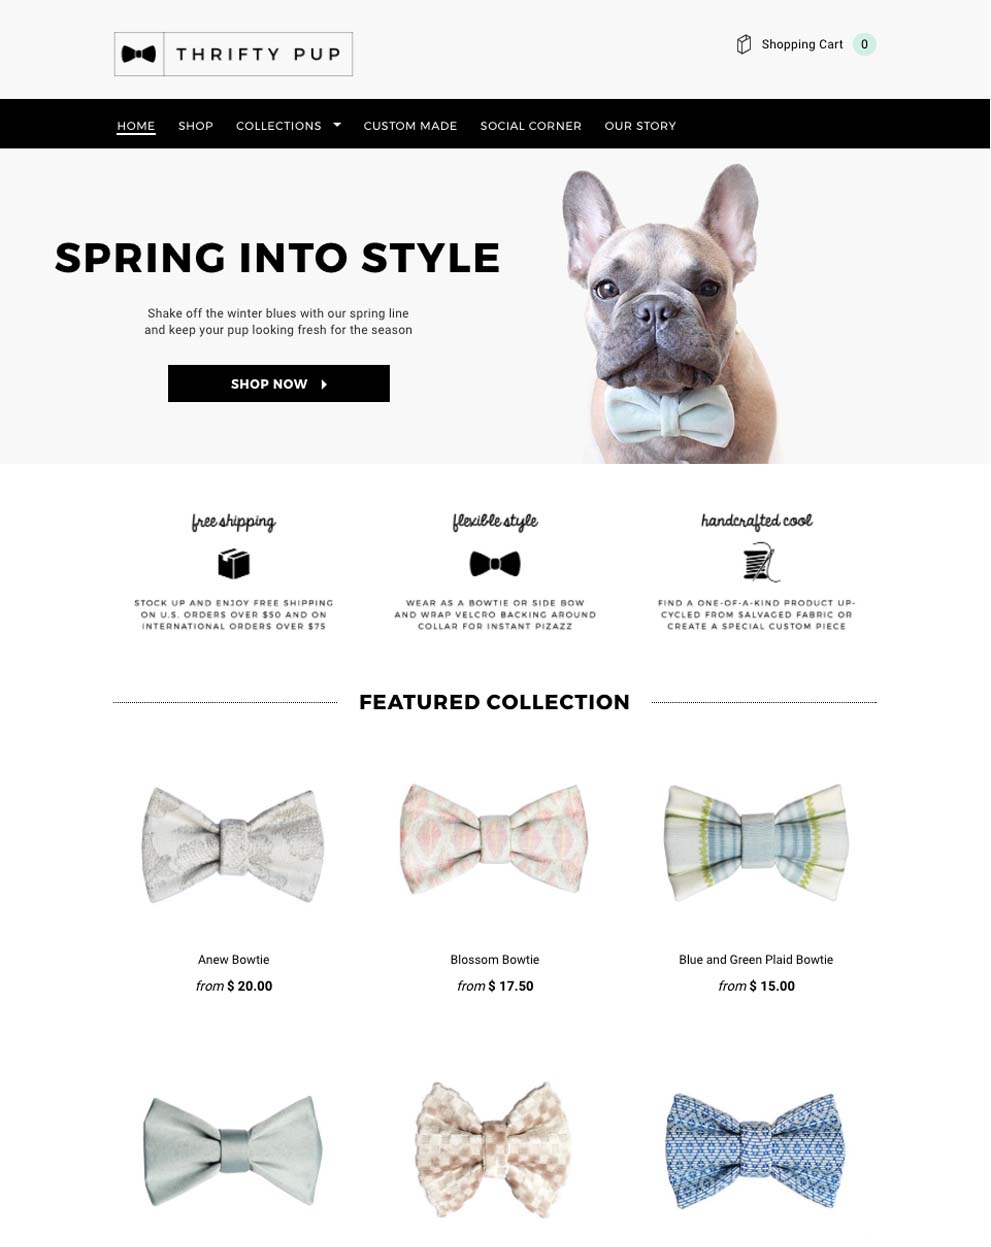 THRIFTY PUP
Shopping Cart 0
HOME SHOP COLLECTIONS CUSTOM MADE SOCIAL CORNER OUR STORY
SPRING INTO STYLE
Shake off the winter blues with our spring line
and keep your pup looking fresh for the season
SHOP NOW
free shipping
STOCK UP AND ENJOY FREE SHIPPING
ON U.S. ORDERS OVER $50 AND ON
INTERNATIONAL ORDERS OVER $75
flexible style
WEAR AS A BOWTIE OR SIDE BOW
AND WRAP VELCRO BACKING AROUND
COLLAR FOR INSTANT PIZAZZ
handcrafted cool
FIND A ONE-OF-A-KIND PRODUCT UP-
CYCLED FROM SALVAGED FABRIC OR
CREATE A SPECIAL CUSTOM PIECE
FEATURED COLLECTION
Anew Bowtie
from $ 20.00
Blossom Bowtie
from $ 17.50
Blue and Green Plaid Bowtie
from $ 15.00